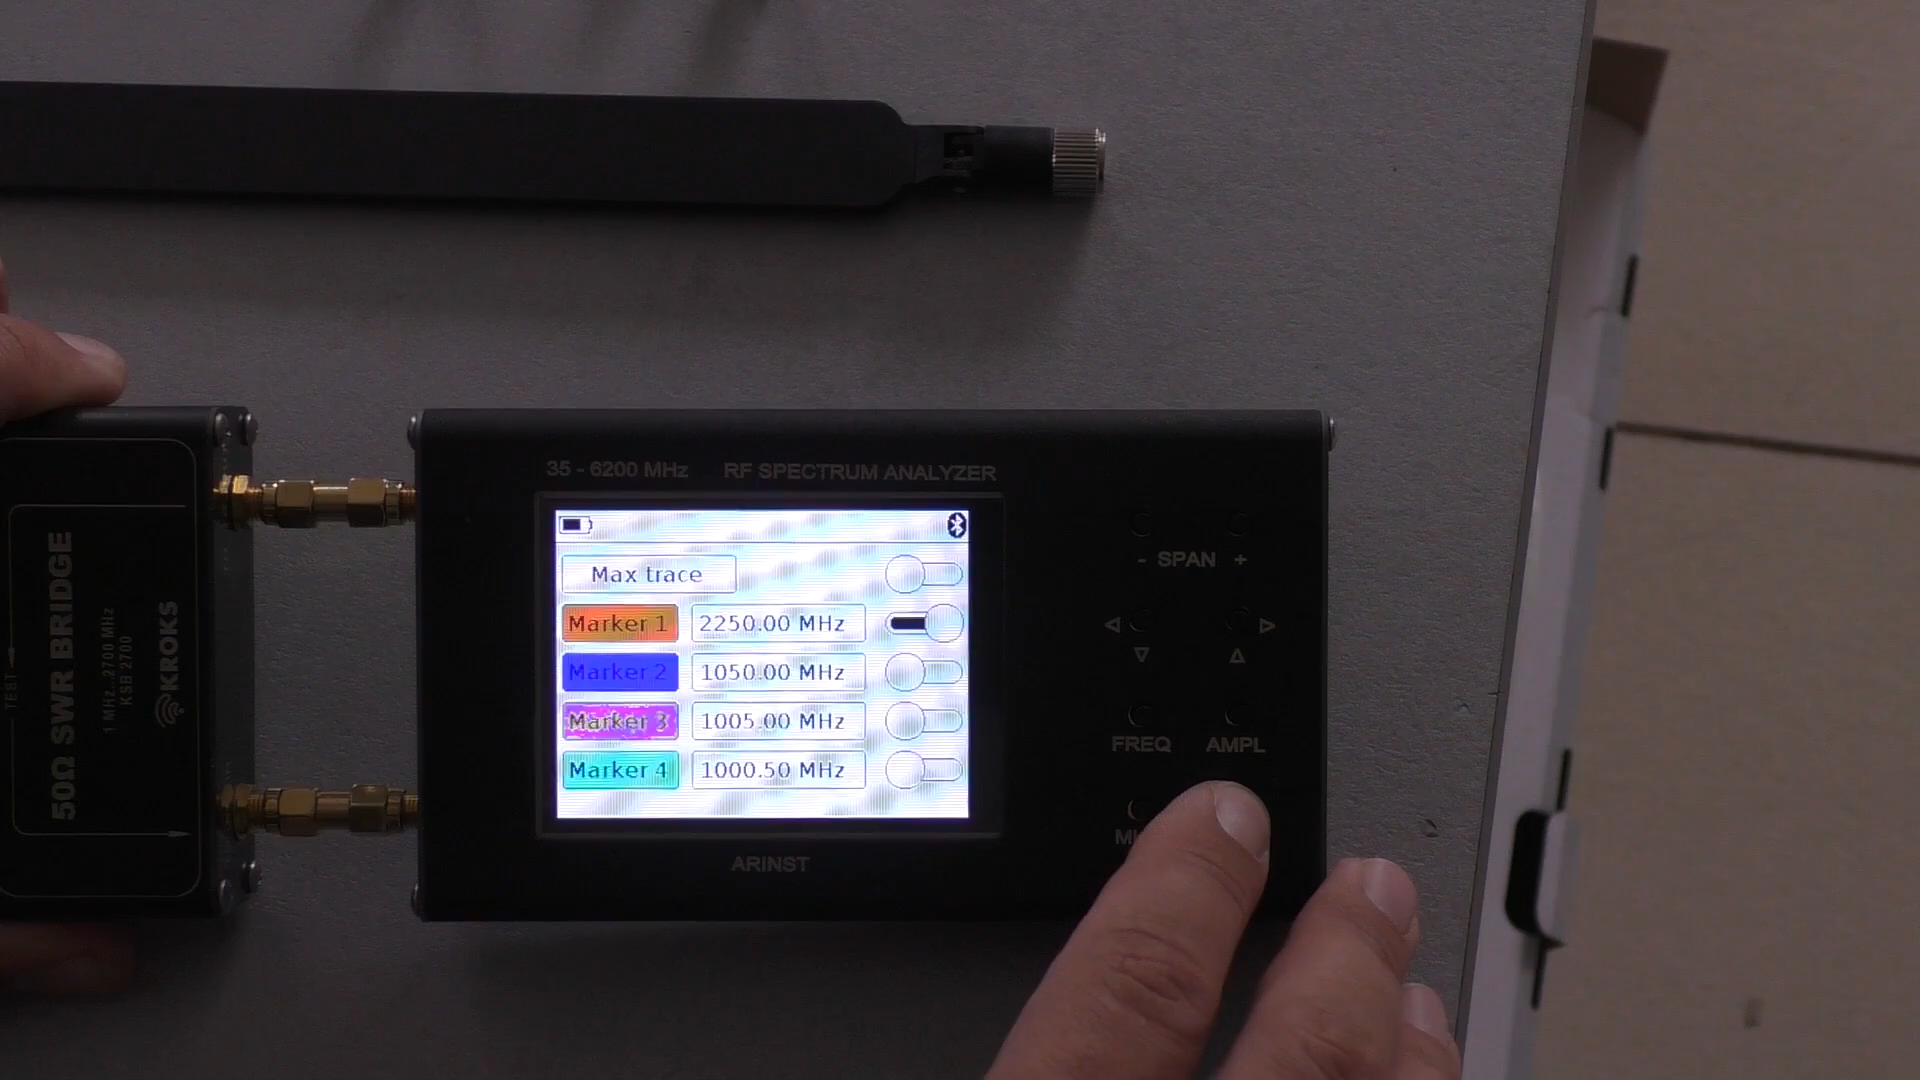 35 - 6200 MHz RF SPECTRUM ANALYZER
Max trace
Marker 1 2250.00 MHz
Marker 2 1050.00 MHz
Marker 3 1005.00 MHz
Marker 4 1000.50 MHz
ARINST
- SPAN +
FREQ AMPL
TEST
50Ω SWR BRIDGE
1 MHz...2700 MHz
KSB 2700
KROKS